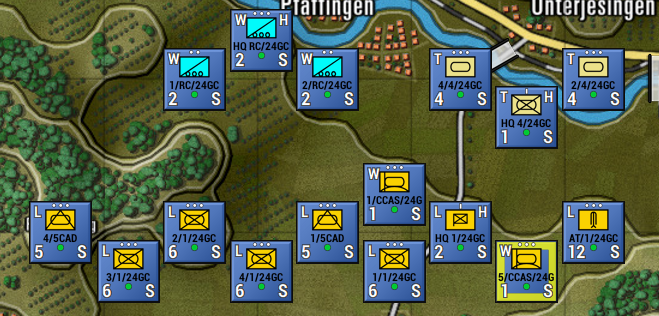 Pfaffingen
Unterjesingen
W H
HQ RC/24GC
2 S
W
1/RC/24GC
2 S
W
2/RC/24GC
2 S
T
4/4/24GC
4 S
T
2/4/24GC
4 S
T H
HQ 4/24GC
1 S
W
1/CCAS/24G
1 S
L
4/5CAD
5 S
L
2/1/24GC
6 S
L
1/5CAD
5 S
L H
HQ 1/24GC
2 S
L
AT/1/24GC
12 S
L
3/1/24GC
6 S
L
4/1/24GC
6 S
L
1/1/24GC
6 S
W
5/CCAS/24G
1 S